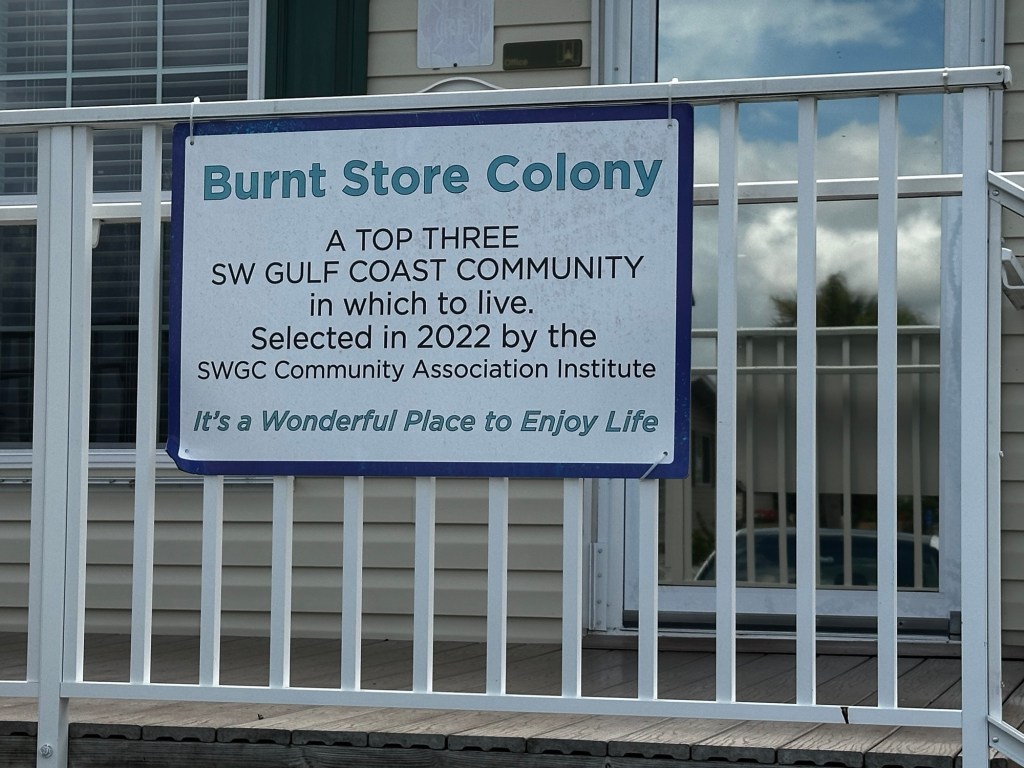 Office
Burnt Store Colony
A TOP THREE
SW GULF COAST COMMUNITY
in which to live.
Selected in 2022 by the
SWGC Community Association Institute
It's a Wonderful Place to Enjoy Life